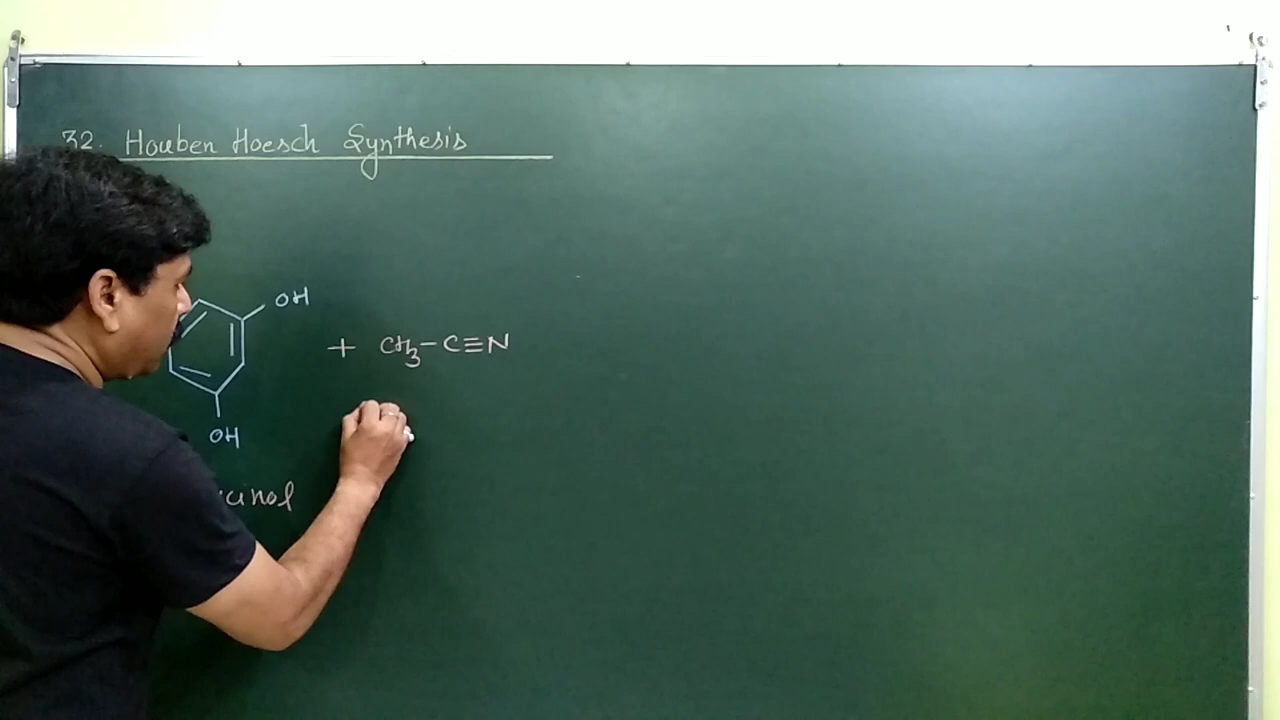 32. Houben Hoesch Synthesis
OH
+ CH3-C≡N
OH